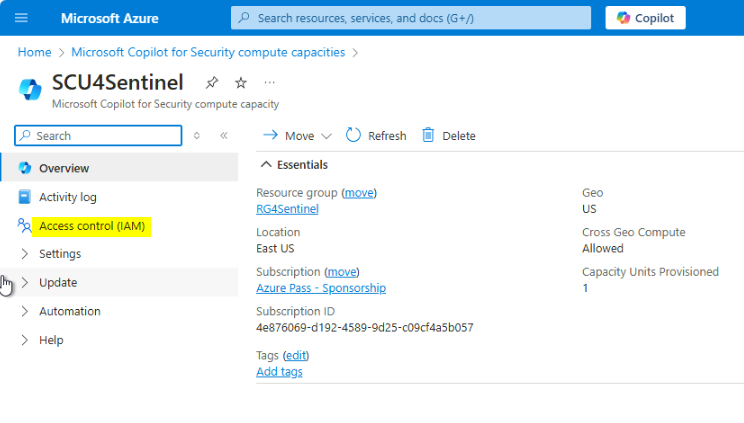 Microsoft Azure
Search resources, services, and docs (G+/)
Copilot
Home > Microsoft Copilot for Security compute capacities >
SCU4Sentinel
Microsoft Copilot for Security compute capacity
Search
Overview
Activity log
Access control (IAM)
Settings
Update
Automation
Help
Move
Refresh
Delete
Essentials
Resource group (move)
RG4Sentinel
Location
East US
Subscription (move)
Azure Pass - Sponsorship
Subscription ID
4e876069-d192-4589-9d25-c09cf4a5b057
Tags (edit)
Add tags
Geo
US
Cross Geo Compute
Allowed
Capacity Units Provisioned
1